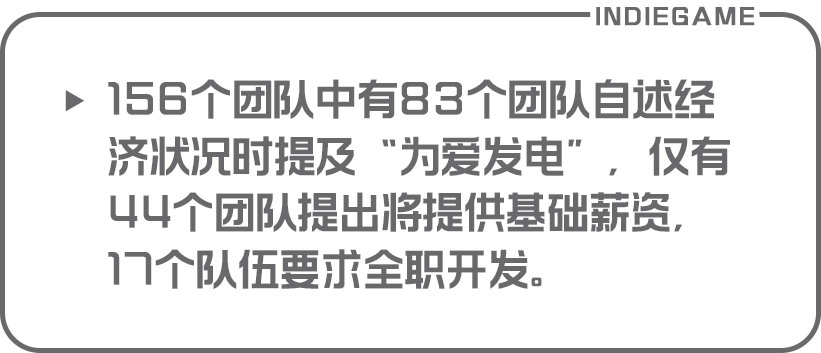 INDIEGAME
156个团队中有83个团队自述经
济状况时提及“为爱发电”，仅有
44个团队提出将提供基础薪资,
17个队伍要求全职开发。